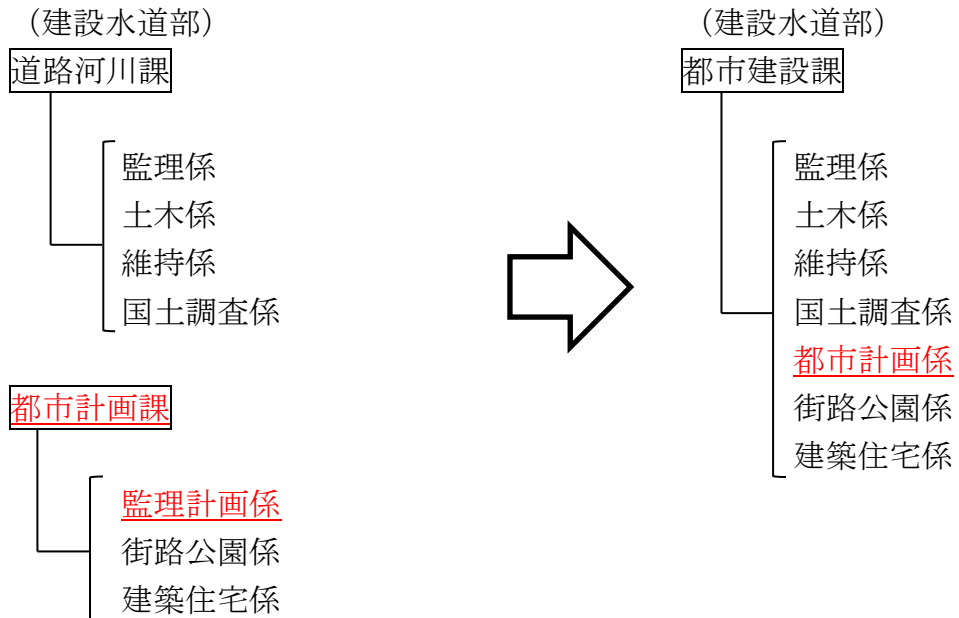 （建設水道部）
道路河川課
監理係
土木係
維持係
国土調査係
都市計画課
監理計画係
街路公園係
建築住宅係
（建設水道部）
都市建設課
監理係
土木係
維持係
国土調査係
都市計画係
街路公園係
建築住宅係